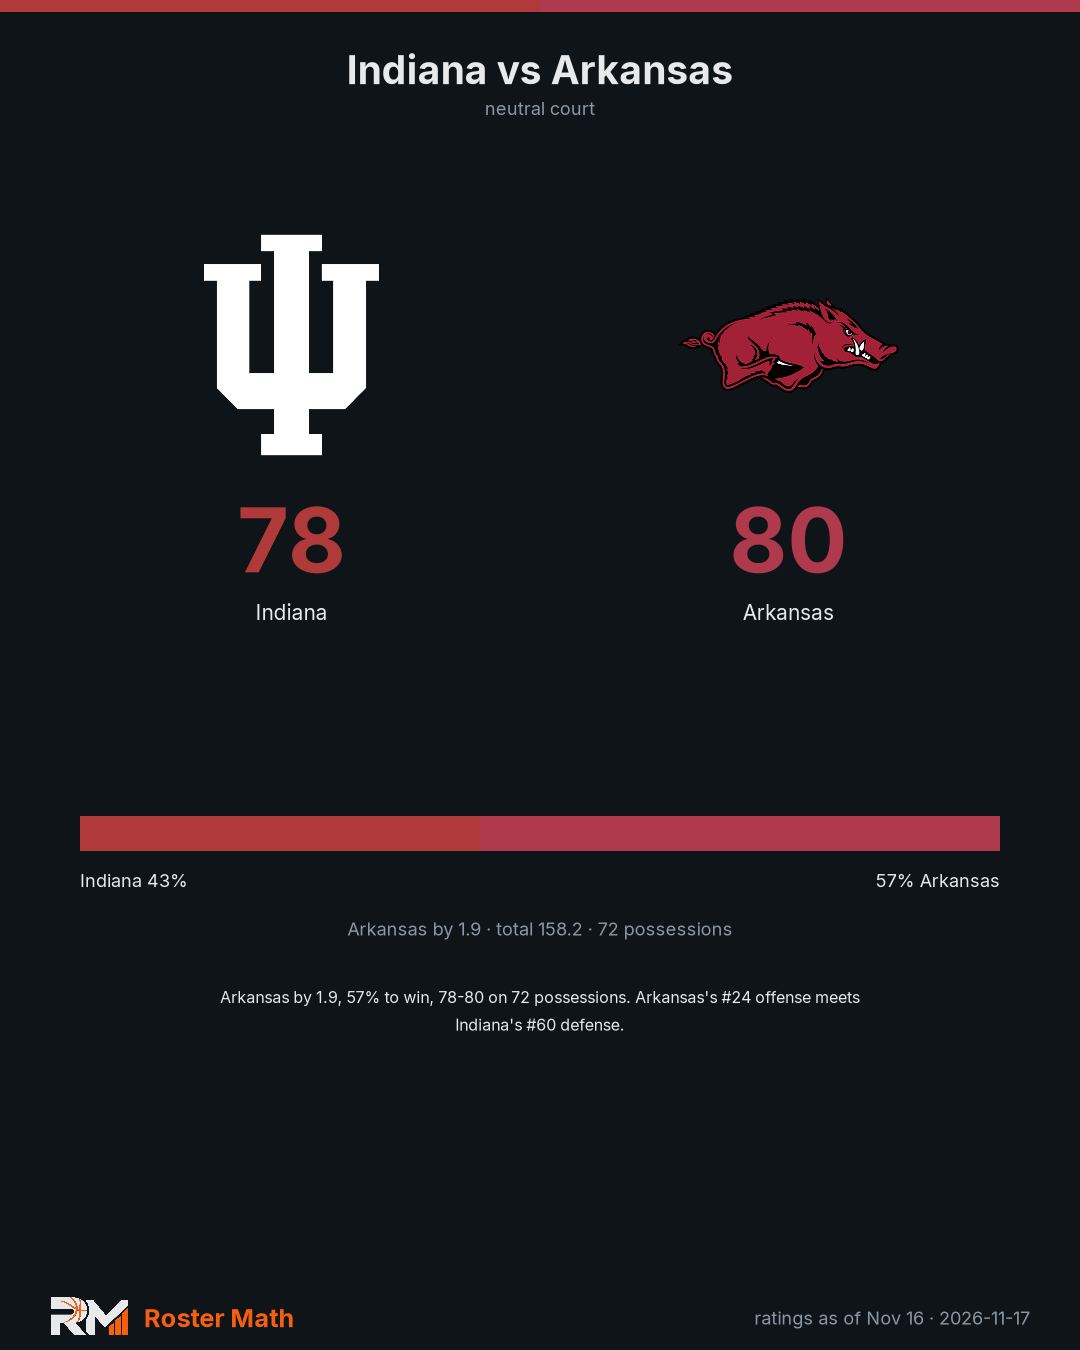 Indiana vs Arkansas
neutral court
78
80
Indiana
Arkansas
Indiana 43%
57% Arkansas
Arkansas by 1.9 · total 158.2 · 72 possessions
Arkansas by 1.9, 57% to win, 78-80 on 72 possessions. Arkansas's #24 offense meets
Indiana's #60 defense.
RM Roster Math
ratings as of Nov 16 · 2026-11-17